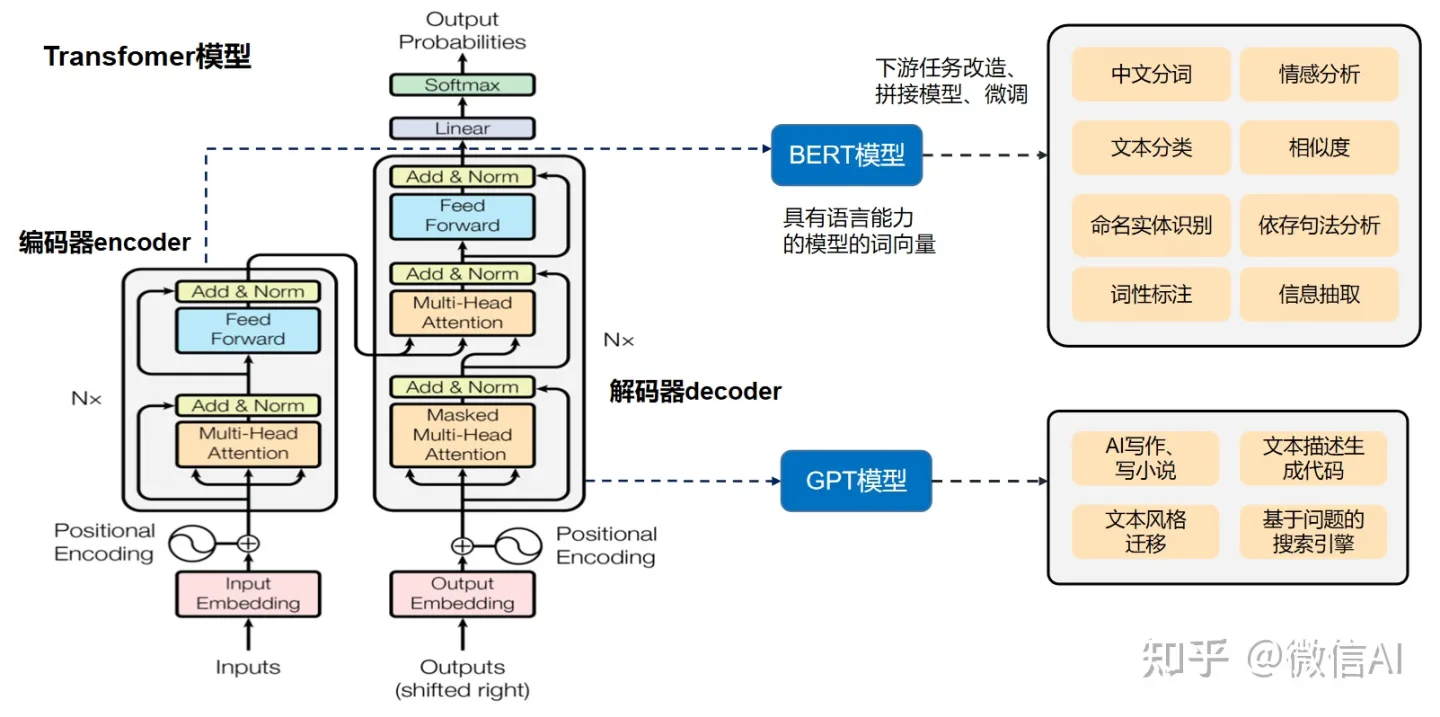 Transfomer模型
Output
Probabilities
Softmax
Linear
Add & Norm
Feed
Forward
Add & Norm
Multi-Head
Attention
Nx
Add & Norm
Masked
Multi-Head
Attention
解码器decoder
编码器encoder
Add & Norm
Feed
Forward
Nx
Add & Norm
Multi-Head
Attention
Positional
Encoding
Positional
Encoding
Input
Embedding
Output
Embedding
Inputs
Outputs
(shifted right)
下游任务改造、
拼接模型、微调
BERT模型
具有语言能力
的模型的词向量
中文分词
情感分析
文本分类
相似度
命名实体识别
依存句法分析
词性标注
信息抽取
GPT模型
AI写作、
写小说
文本描述生
成代码
文本风格
迁移
基于问题的
搜索引擎
知乎 @微信AI